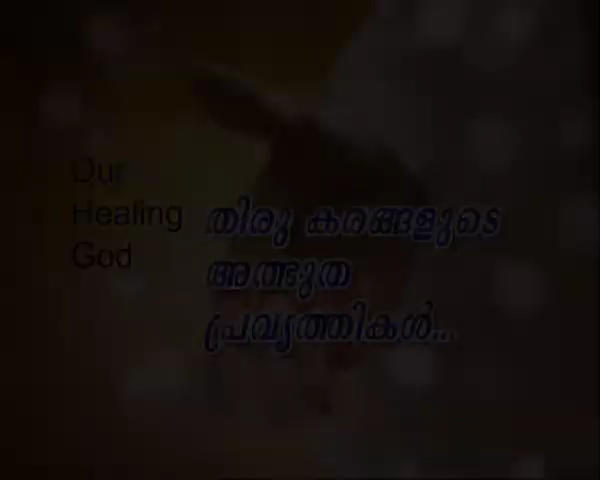 Our
Healing
God
തിരു കരങ്ങളുടെ
അത്ഭുത
പ്രവൃത്തികൾ...